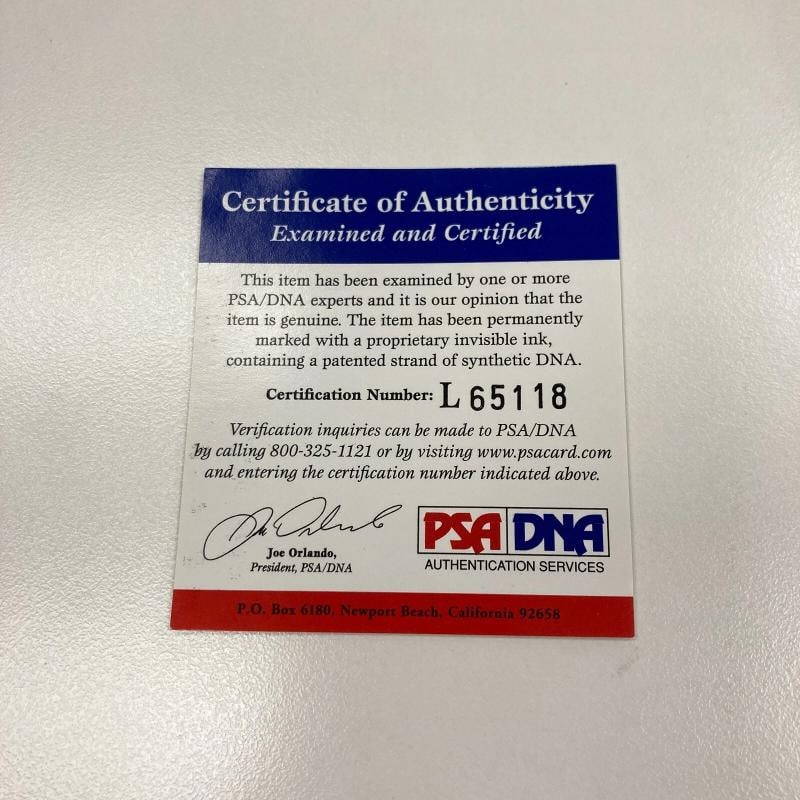 Certificate of Authenticity
Examined and Certified
This item has been examined by one or more
PSA/DNA experts and it is our opinion that the
item is genuine. The item has been permanently
marked with a proprietary invisible ink,
containing a patented strand of synthetic DNA.
Certification Number: L 65118
Verification inquiries can be made to PSA/DNA
by calling 800-325-1121 or by visiting www.psacard.com
and entering the certification number indicated above.
Joe Orlando
Joe Orlando,
President, PSA/DNA
PSA DNA
AUTHENTICATION SERVICES
P.O. Box 6180, Newport Beach, California 92658